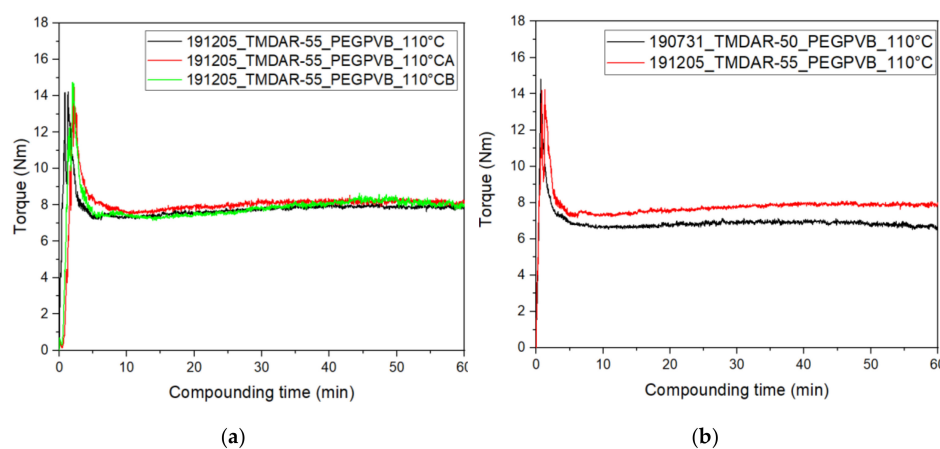 18
16
14
12
10
8
6
4
2
0
Torque (Nm)
191205_TMDAR-55_PEGPVB_110°C
191205_TMDAR-55_PEGPVB_110°CA
191205_TMDAR-55_PEGPVB_110°CB
0 10 20 30 40 50 60
Compounding time (min)
(a)
18
16
14
12
10
8
6
4
2
0
Torque (Nm)
190731_TMDAR-50_PEGPVB_110°C
191205_TMDAR-55_PEGPVB_110°C
0 10 20 30 40 50 60
Compounding time (min)
(b)